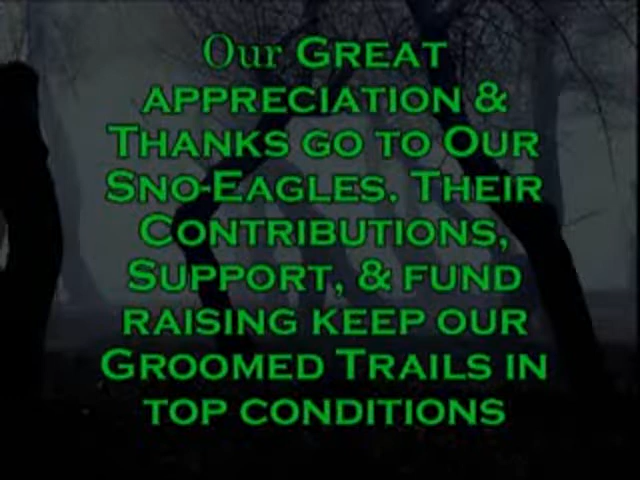 Our GREAT
APPRECIATION &
THANKS GO TO OUR
SNO-EAGLES. THEIR
CONTRIBUTIONS,
SUPPORT, & FUND
RAISING KEEP OUR
GROOMED TRAILS IN
TOP CONDITIONS